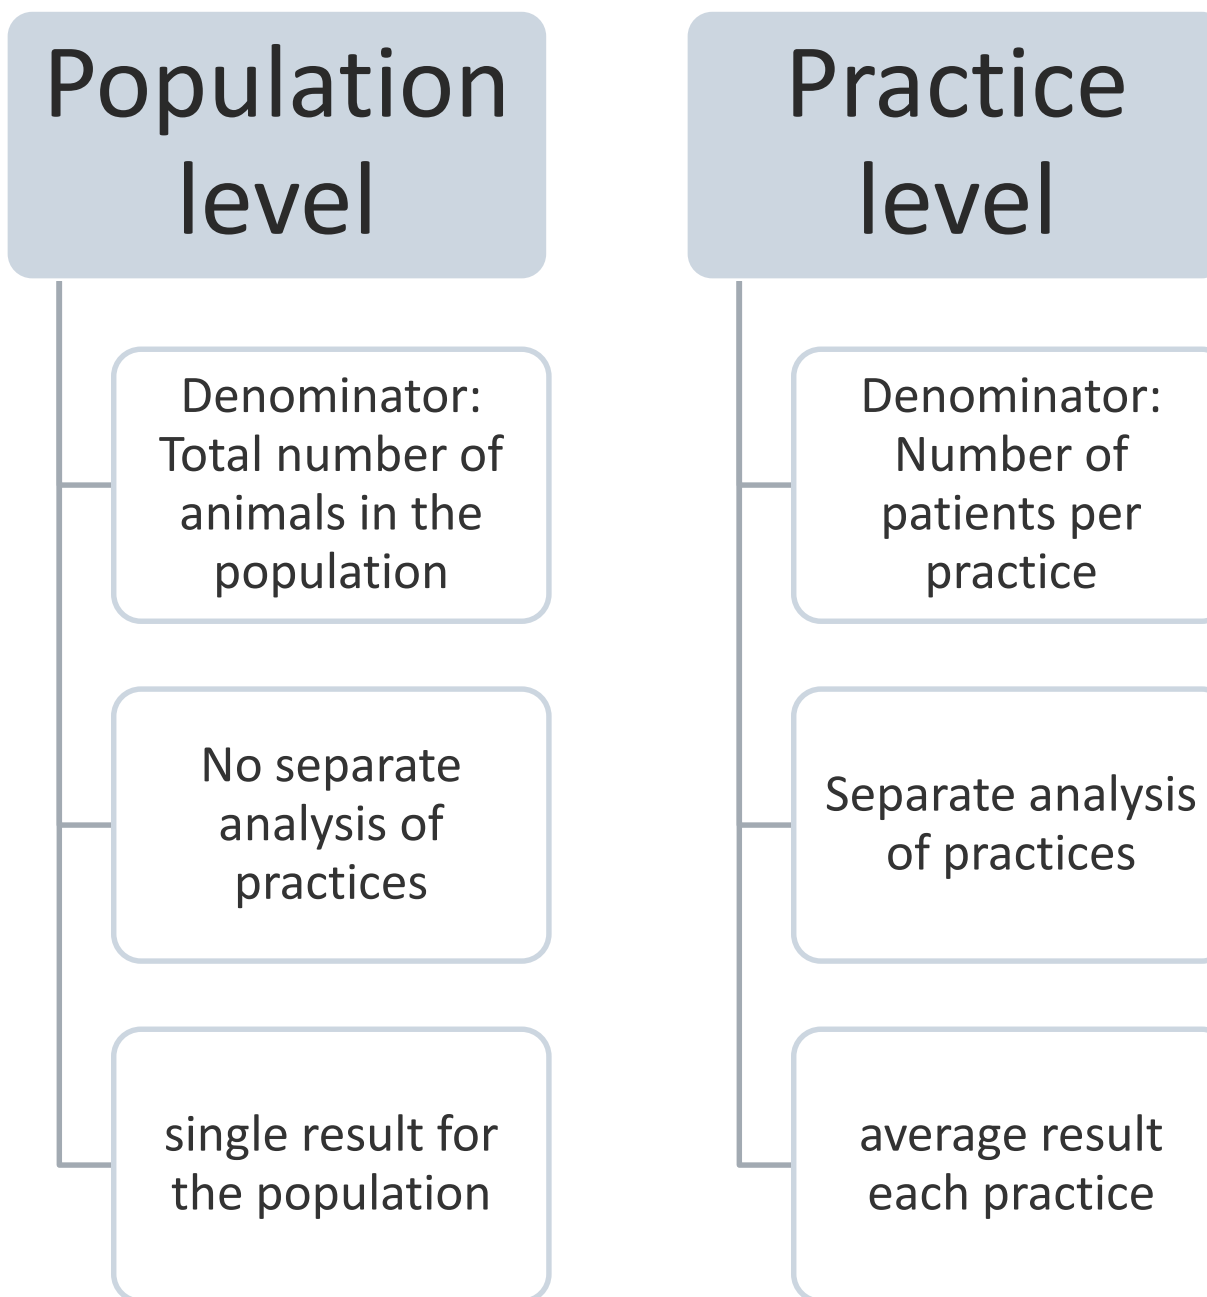 Population
level
Denominator:
Total number of
animals in the
population
No separate
analysis of
practices
single result for
the population
Practice
level
Denominator:
Number of
patients per
practice
Separate analysis
of practices
average result
each practice